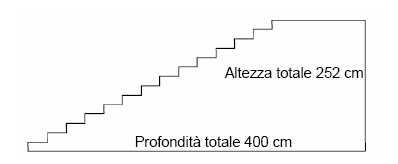 Altezza totale 252 cm
Profondità totale 400 cm